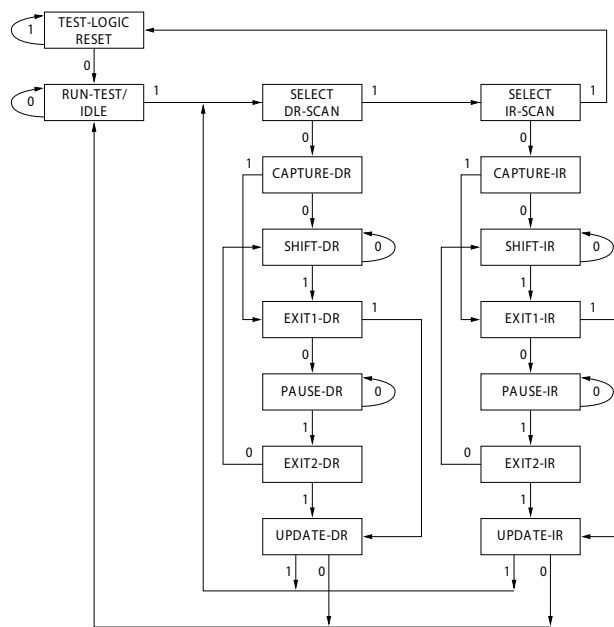 TEST-LOGIC
RESET
1
0
RUN-TEST/
IDLE
0
1
SELECT
DR-SCAN
1
SELECT
IR-SCAN
1
0
0
1
CAPTURE-DR
1
CAPTURE-IR
0
0
SHIFT-DR
0
SHIFT-IR
0
1
1
EXIT1-DR
1
EXIT1-IR
1
0
0
PAUSE-DR
0
PAUSE-IR
0
1
1
0
EXIT2-DR
0
EXIT2-IR
1
1
UPDATE-DR
UPDATE-IR
1
0
1
0